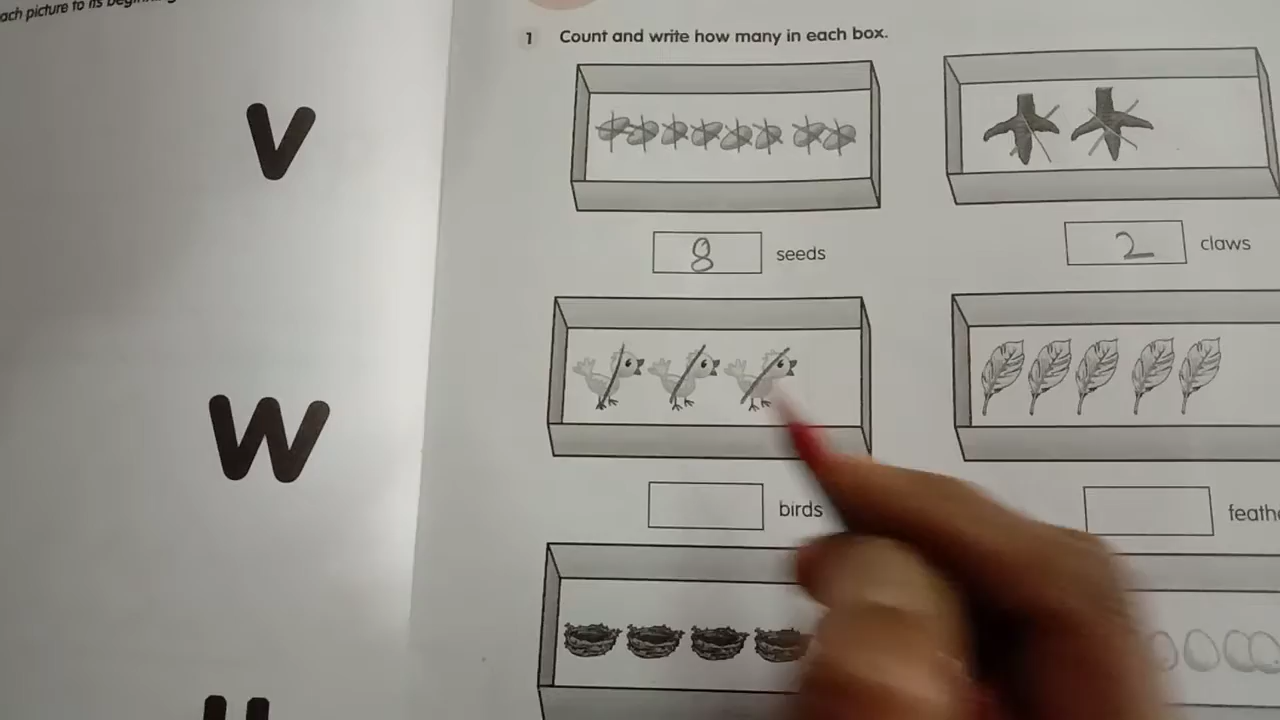 ach picture to its
v
w
1 Count and write how many in each box.
8 seeds
2 claws
birds
feath